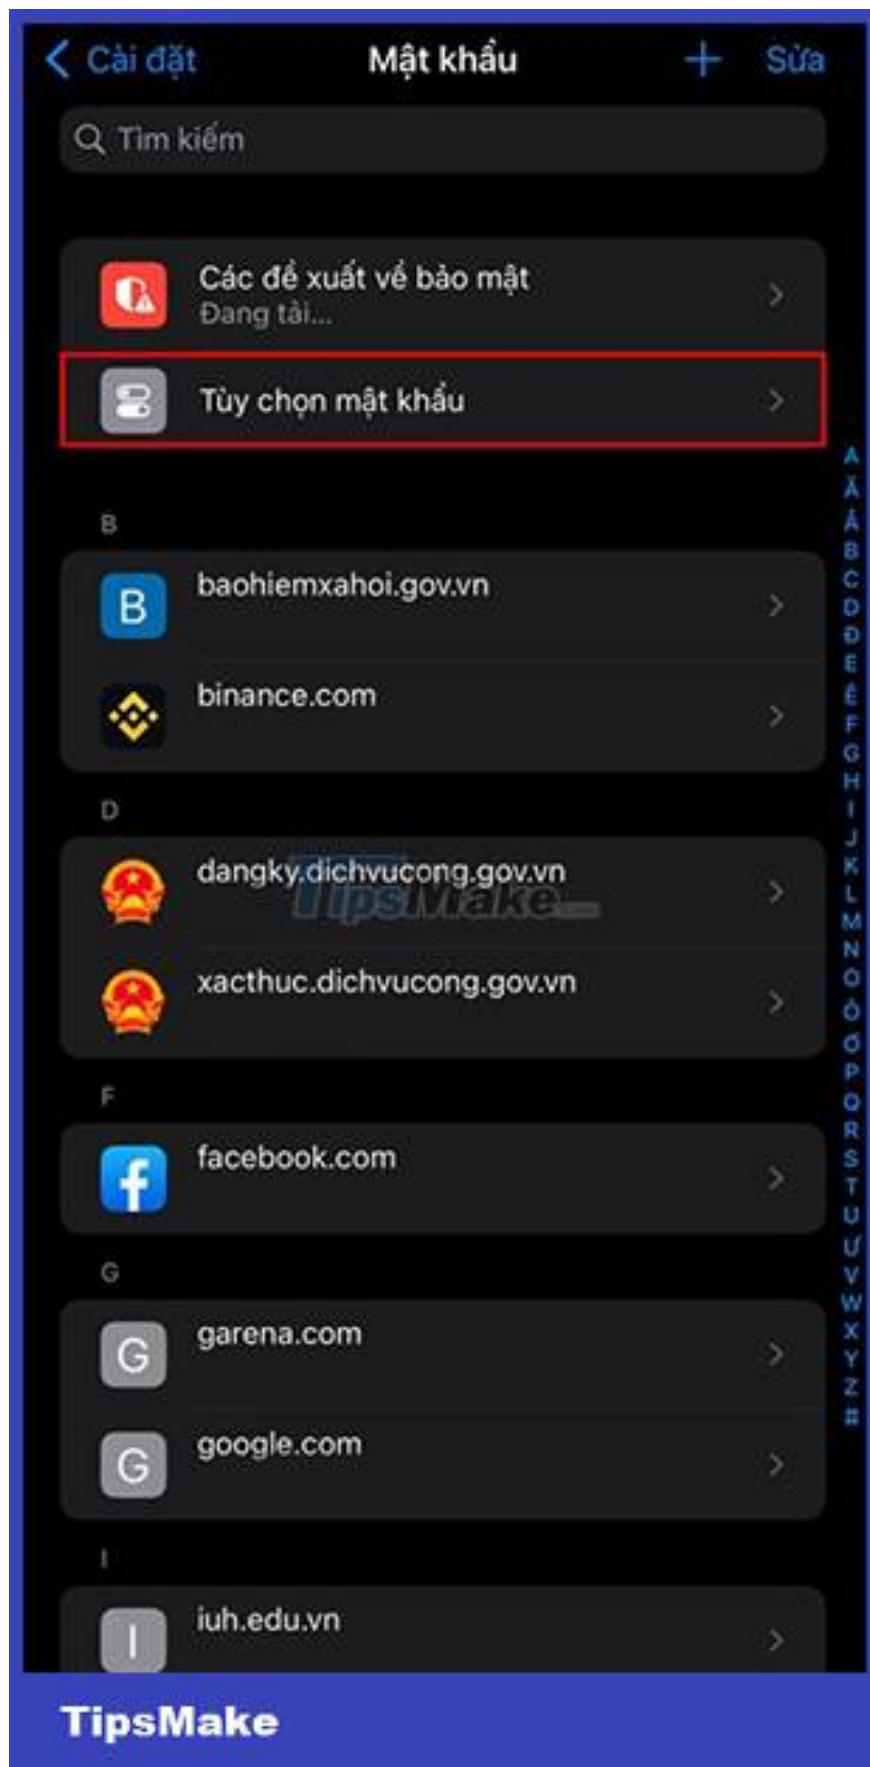 Cài đặt
Mật khẩu
+
Sửa
Tìm kiếm
Các đề xuất về bảo mật
Đang tải...
Tùy chọn mật khẩu
B
B
baohiemxahoi.gov.vn
binance.com
D
dangky.dichvucong.gov.vn
TipsMake
xacthuc.dichvucong.gov.vn
F
f
facebook.com
G
G
garena.com
G
google.com
I
I
iuh.edu.vn
A
Ă
Â
B
C
D
Đ
E
Ê
F
G
H
I
J
K
L
M
N
O
Ô
Ơ
P
Q
R
S
T
U
Ư
V
W
X
Y
Z
#
TipsMake